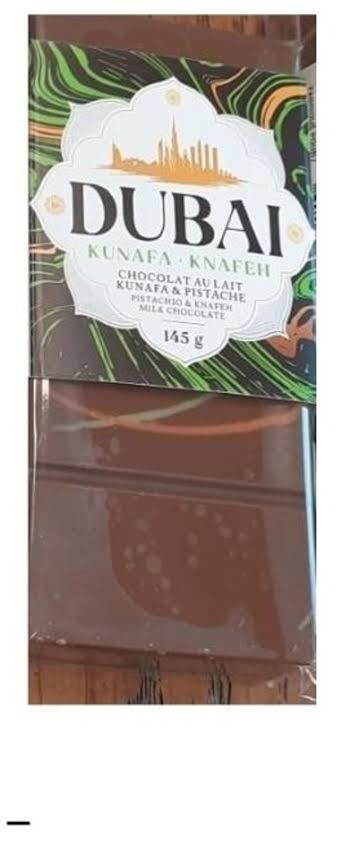 DUBAI
KUNAFA · KNAFEH
CHOCOLAT AU LAIT
KUNAFA & PISTACHE
PISTACHIO & KNAFEH
MILK CHOCOLATE
145 g